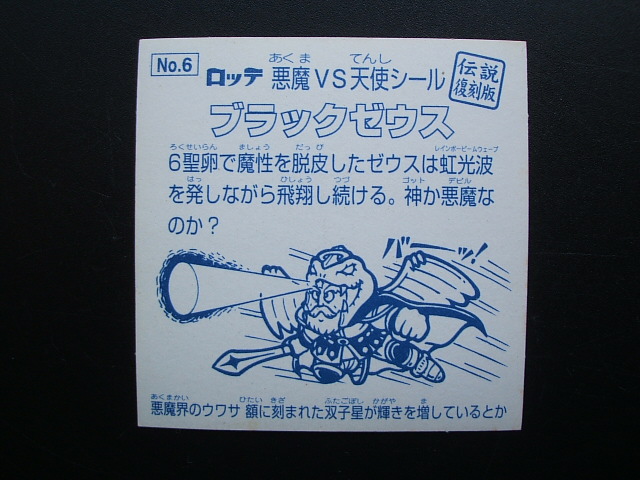 No.6
ロッテ 悪魔VS天使シール
あくま てんし
伝説
復刻版
ブラックゼウス
ろくせいらん ましょう だっぴ レインボービームウェーブ
6聖卵で魔性を脱皮したゼウスは虹光波
はっ ひしょう つづ ゴット デビル
を発しながら飛翔し続ける。神か悪魔な
のか?
バッ!
あくまかい ひたい きざ ふたごぼし かがや ま
悪魔界のウワサ 額に刻まれた双子星が輝きを増しているとか